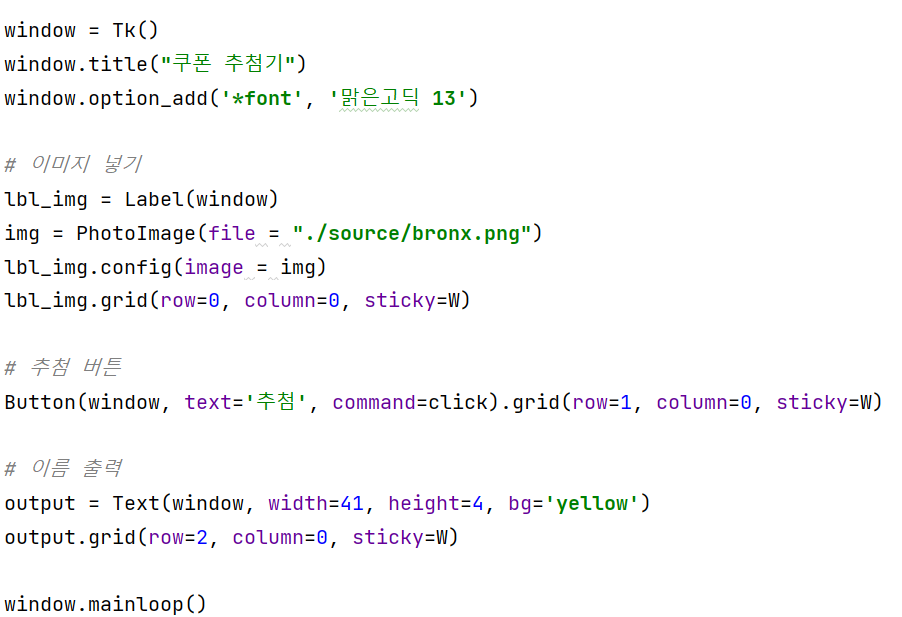 window = Tk()
window.title("쿠폰 추첨기")
window.option_add('*font', '맑은고딕 13')
# 이미지 넣기
lbl_img = Label(window)
img = PhotoImage(file = "./source/bronx.png")
lbl_img.config(image = img)
lbl_img.grid(row=0, column=0, sticky=W)
# 추첨 버튼
Button(window, text='추첨', command=click).grid(row=1, column=0, sticky=W)
# 이름 출력
output = Text(window, width=41, height=4, bg='yellow')
output.grid(row=2, column=0, sticky=W)
window.mainloop()